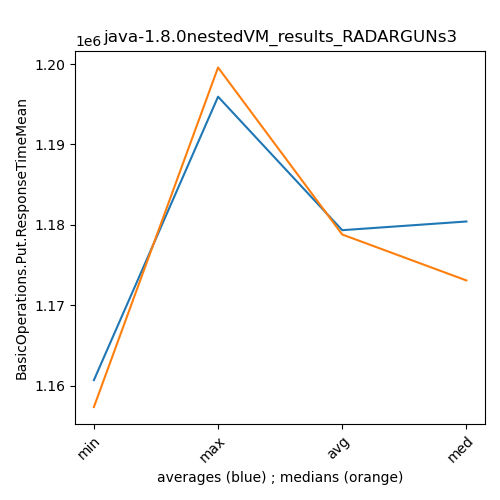 java-1.8.0nestedVM_results_RADARGUNs3
1e6
1.20
1.19
1.18
1.17
1.16
BasicOperations.Put.ResponseTimeMean
min
max
avg
med
averages (blue) ; medians (orange)